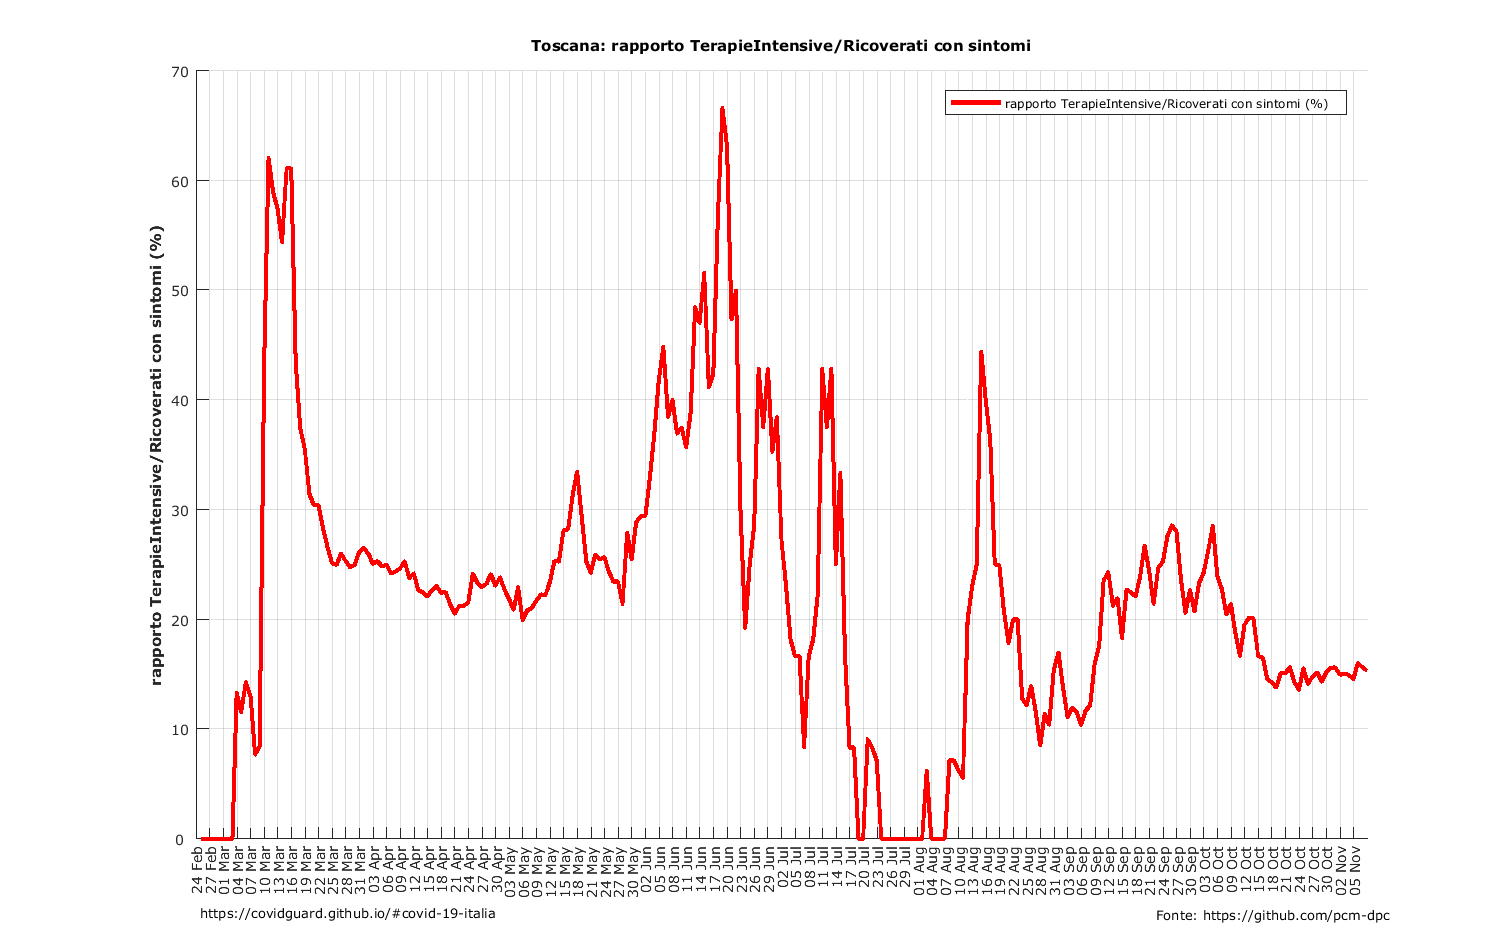 Toscana: rapporto TerapieIntensive/Ricoverati con sintomi
rapporto TerapieIntensive/Ricoverati con sintomi (%)
rapporto TerapieIntensive/Ricoverati con sintomi (%)
70
60
50
40
30
20
10
0
24 Feb
27 Feb
01 Mar
04 Mar
07 Mar
10 Mar
13 Mar
16 Mar
19 Mar
22 Mar
25 Mar
28 Mar
31 Mar
03 Apr
06 Apr
09 Apr
12 Apr
15 Apr
18 Apr
21 Apr
24 Apr
27 Apr
30 Apr
03 May
06 May
09 May
12 May
15 May
18 May
21 May
24 May
27 May
30 May
02 Jun
05 Jun
08 Jun
11 Jun
14 Jun
17 Jun
20 Jun
23 Jun
26 Jun
29 Jun
02 Jul
05 Jul
08 Jul
11 Jul
14 Jul
17 Jul
20 Jul
23 Jul
26 Jul
29 Jul
01 Aug
04 Aug
07 Aug
10 Aug
13 Aug
16 Aug
19 Aug
22 Aug
25 Aug
28 Aug
31 Aug
03 Sep
06 Sep
09 Sep
12 Sep
15 Sep
18 Sep
21 Sep
24 Sep
27 Sep
30 Sep
03 Oct
06 Oct
09 Oct
12 Oct
15 Oct
18 Oct
21 Oct
24 Oct
27 Oct
30 Oct
02 Nov
05 Nov
https://covidguard.github.io/#covid-19-italia
Fonte: https://github.com/pcm-dpc